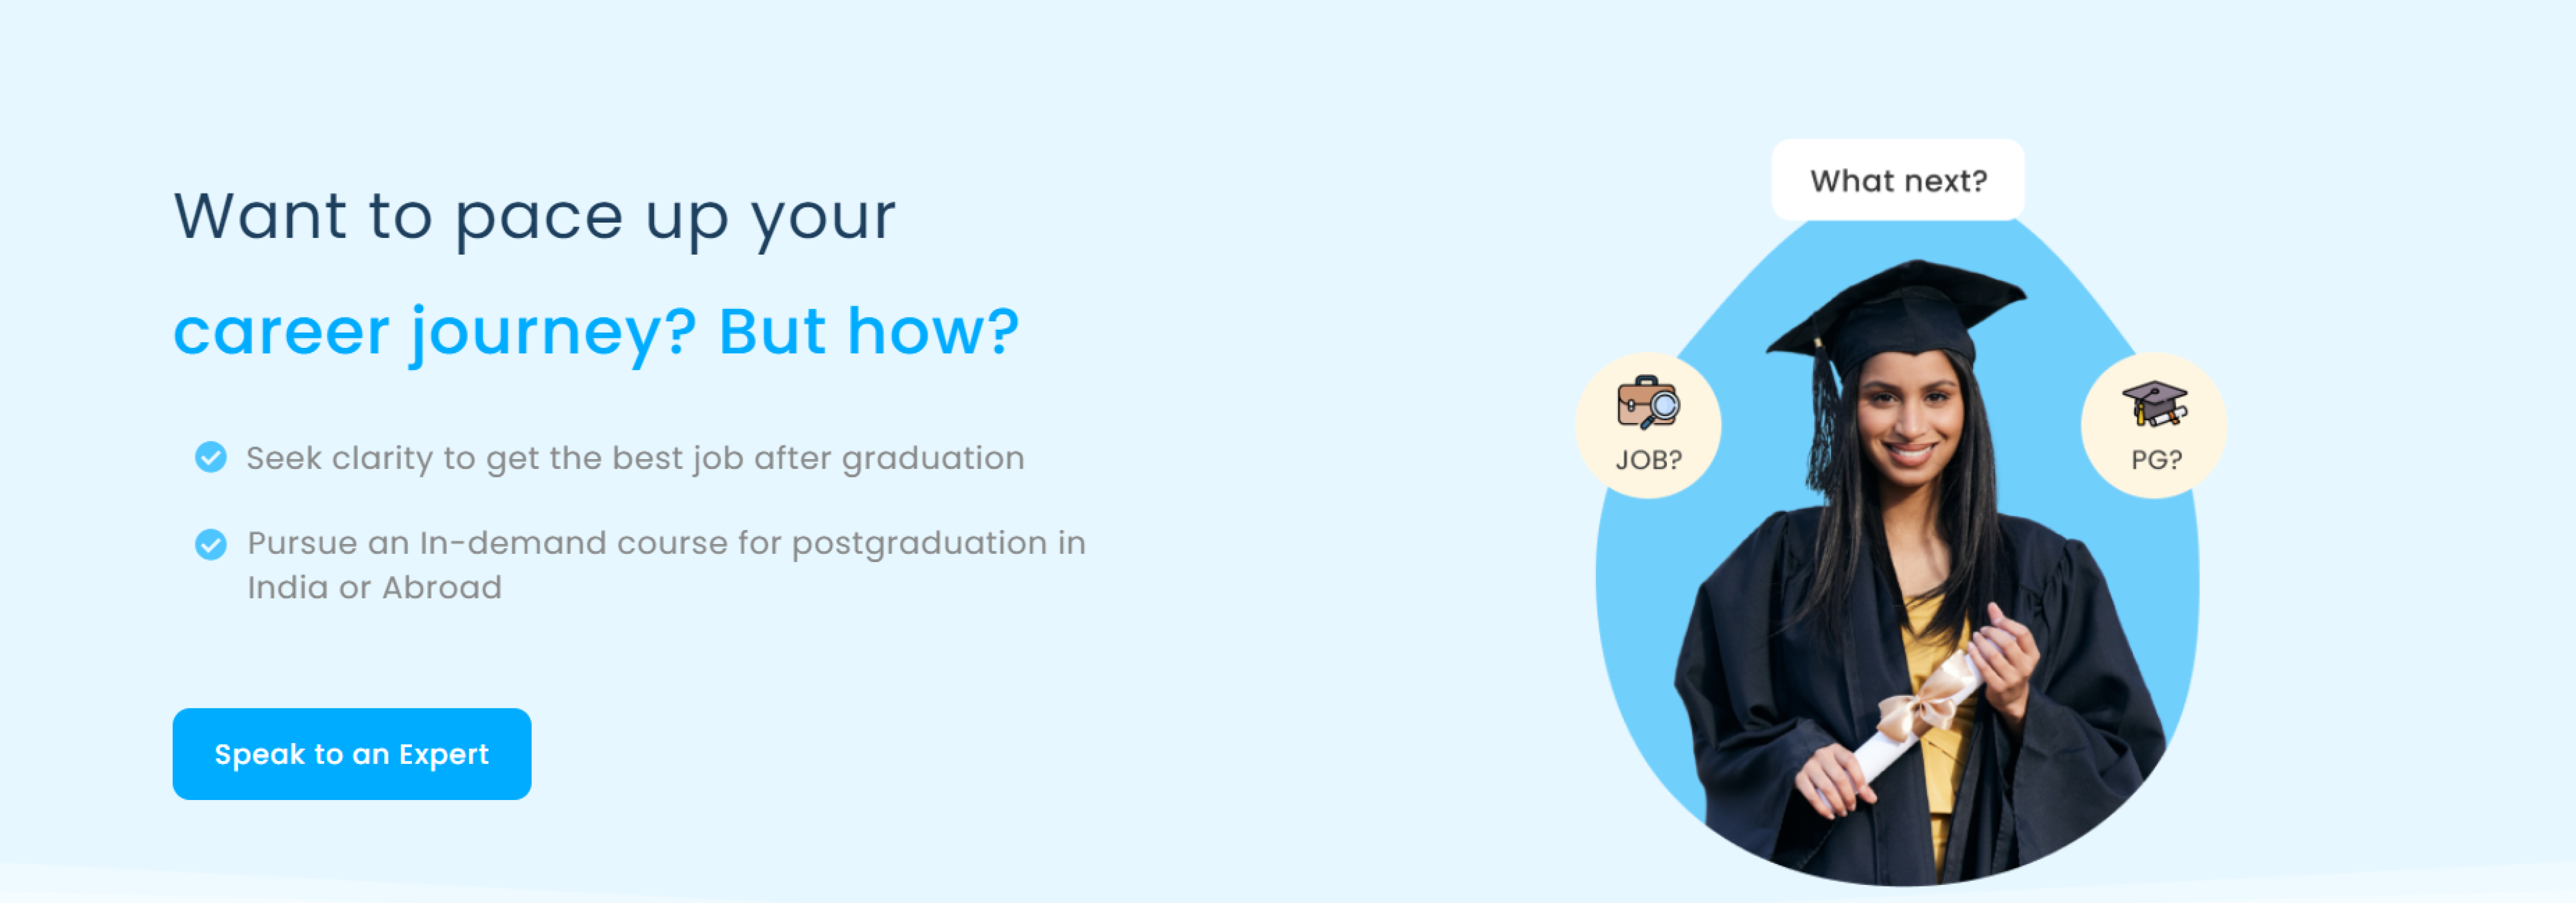 Want to pace up your
career journey? But how?
Seek clarity to get the best job after graduation
Pursue an In-demand course for postgraduation in
India or Abroad
Speak to an Expert
What next?
JOB?
PG?